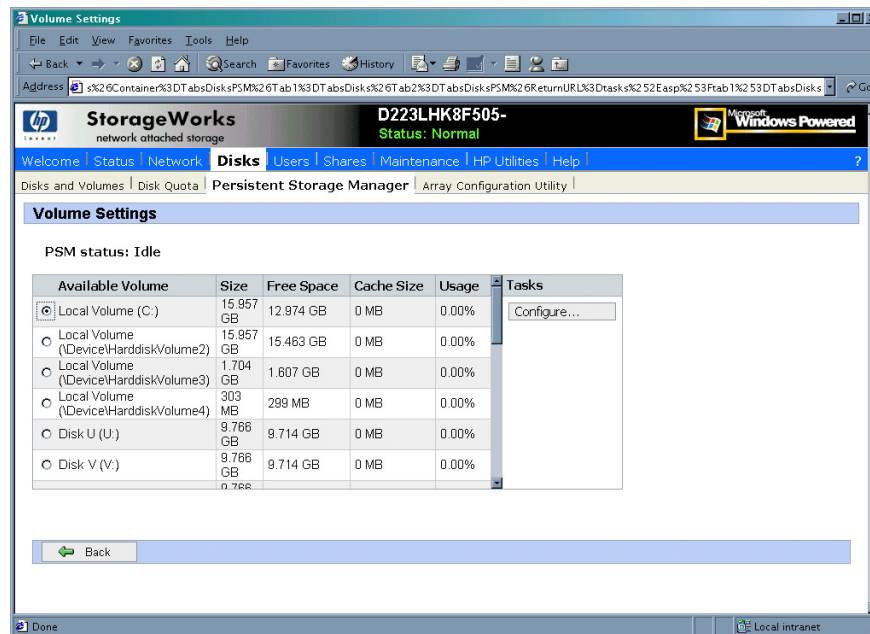 Volume Settings
File Edit View Favorites Tools Help
Back Search Favorites History
Address s%26Container%3DTabsDisksPSM%26Tab1%3DTabsDisks%26Tab2%3DTabsDisksPSM%26ReturnURL%3Dtasks%252Easp%253Ftab1%253DTabsDisks Go
hp invent StorageWorks D223LHK8F505- Microsoft Windows Powered
network attached storage Status: Normal
Welcome Status Network Disks Users Shares Maintenance HP Utilities Help ?
Disks and Volumes Disk Quota Persistent Storage Manager Array Configuration Utility
Volume Settings
PSM status: Idle
Available Volume Size Free Space Cache Size Usage Tasks
Local Volume (C:) 15.957 GB 12.974 GB 0 MB 0.00% Configure...
Local Volume (\Device\HarddiskVolume2) 15.957 GB 15.463 GB 0 MB 0.00%
Local Volume (\Device\HarddiskVolume3) 1.704 GB 1.607 GB 0 MB 0.00%
Local Volume (\Device\HarddiskVolume4) 303 MB 299 MB 0 MB 0.00%
Disk U (U:) 9.766 GB 9.714 GB 0 MB 0.00%
Disk V (V:) 9.766 GB 9.714 GB 0 MB 0.00%
9.766
Back
Done Local intranet